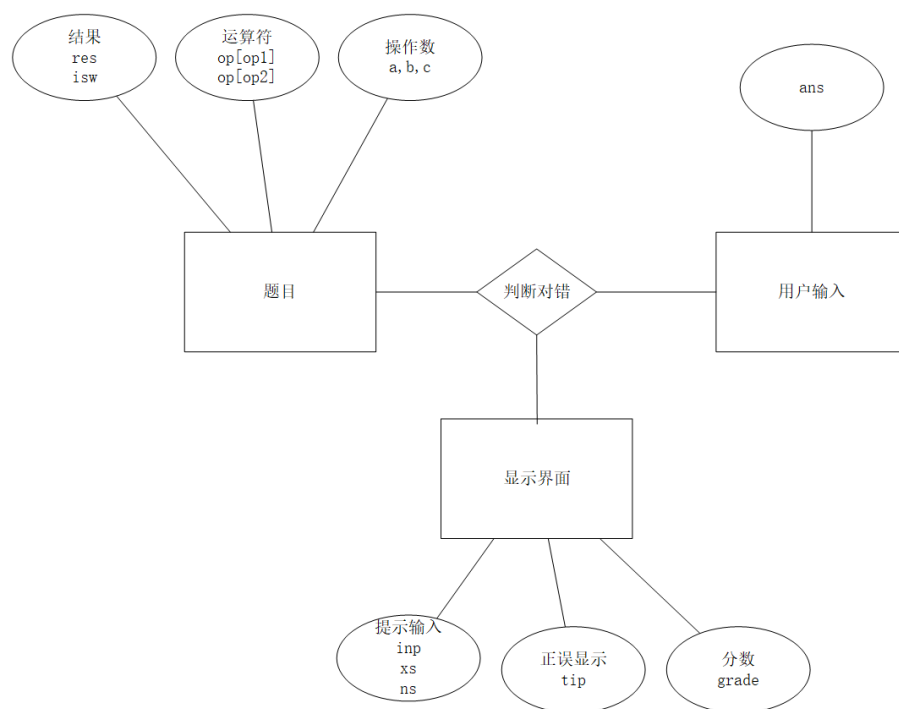 结果
res
isw
运算符
op[op1]
op[op2]
操作数
a,b,c
ans
题目
判断对错
用户输入
显示界面
提示输入
inp
xs
ns
正误显示
tip
分数
grade